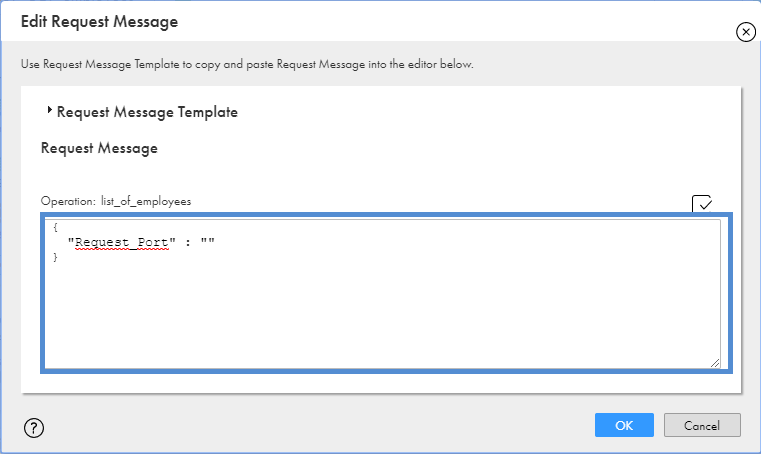 Edit Request Message
Use Request Message Template to copy and paste Request Message into the editor below.
Request Message Template
Request Message
Operation: list_of_employees
{
"Request_Port" : ""
}
?
OK
Cancel